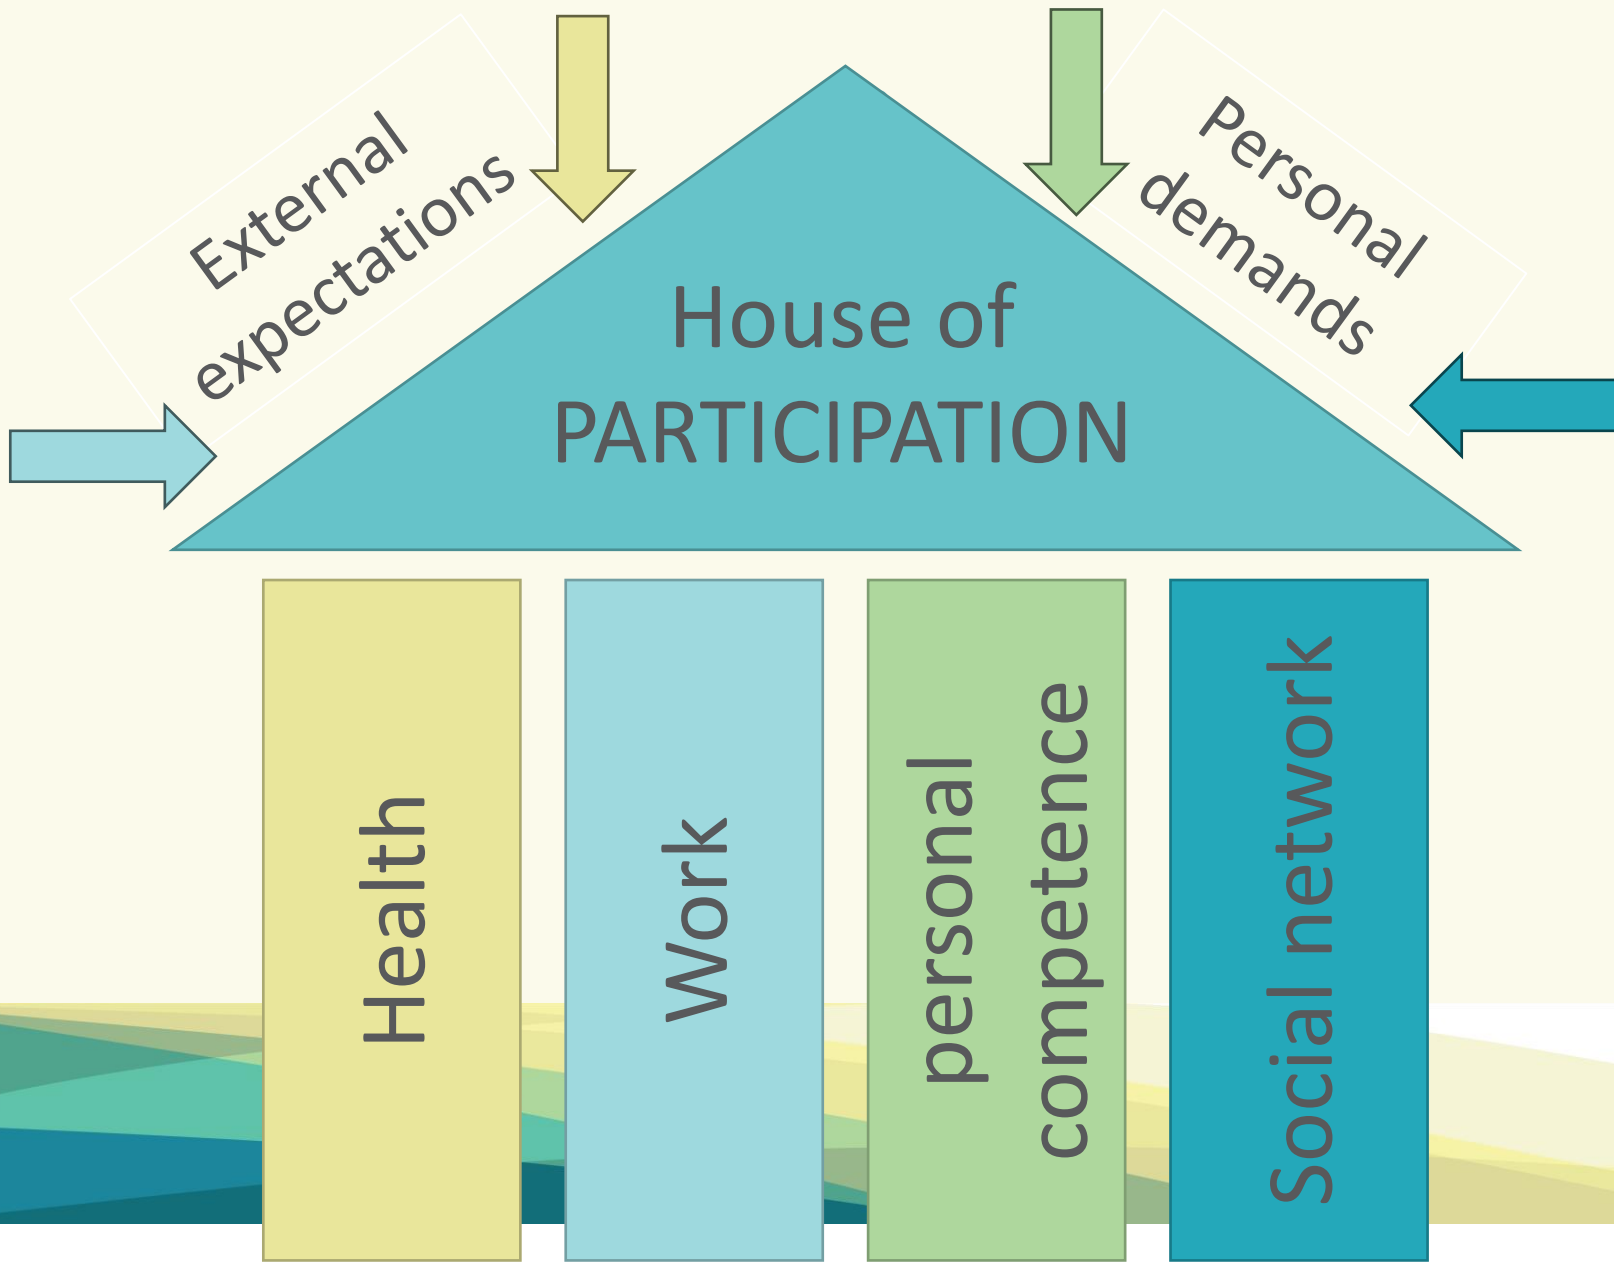 External
expectations
Personal
demands
House of
PARTICIPATION
Health
Work
personal
competence
Social network